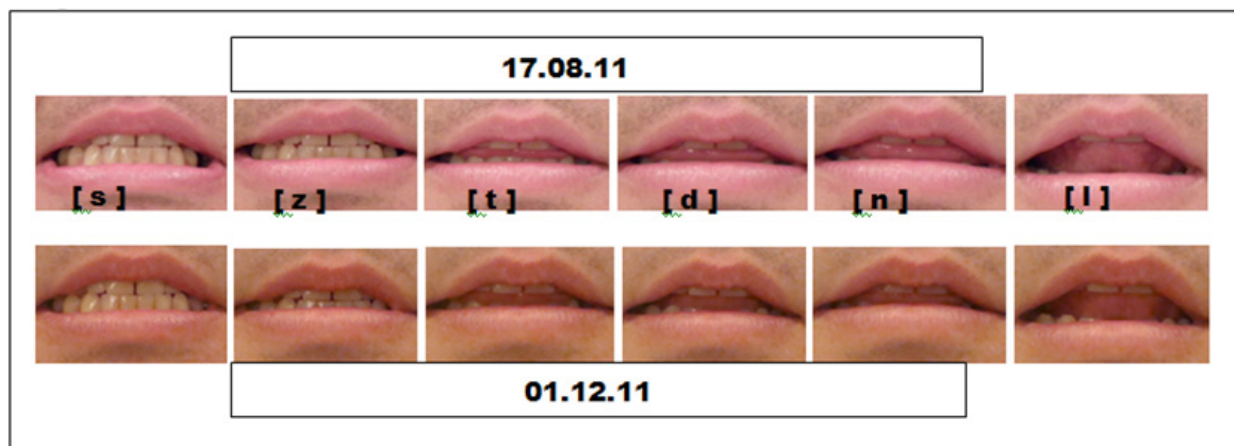 17.08.11
[ s ] [ z ] [ t ] [ d ] [ n ] [ l ]
01.12.11